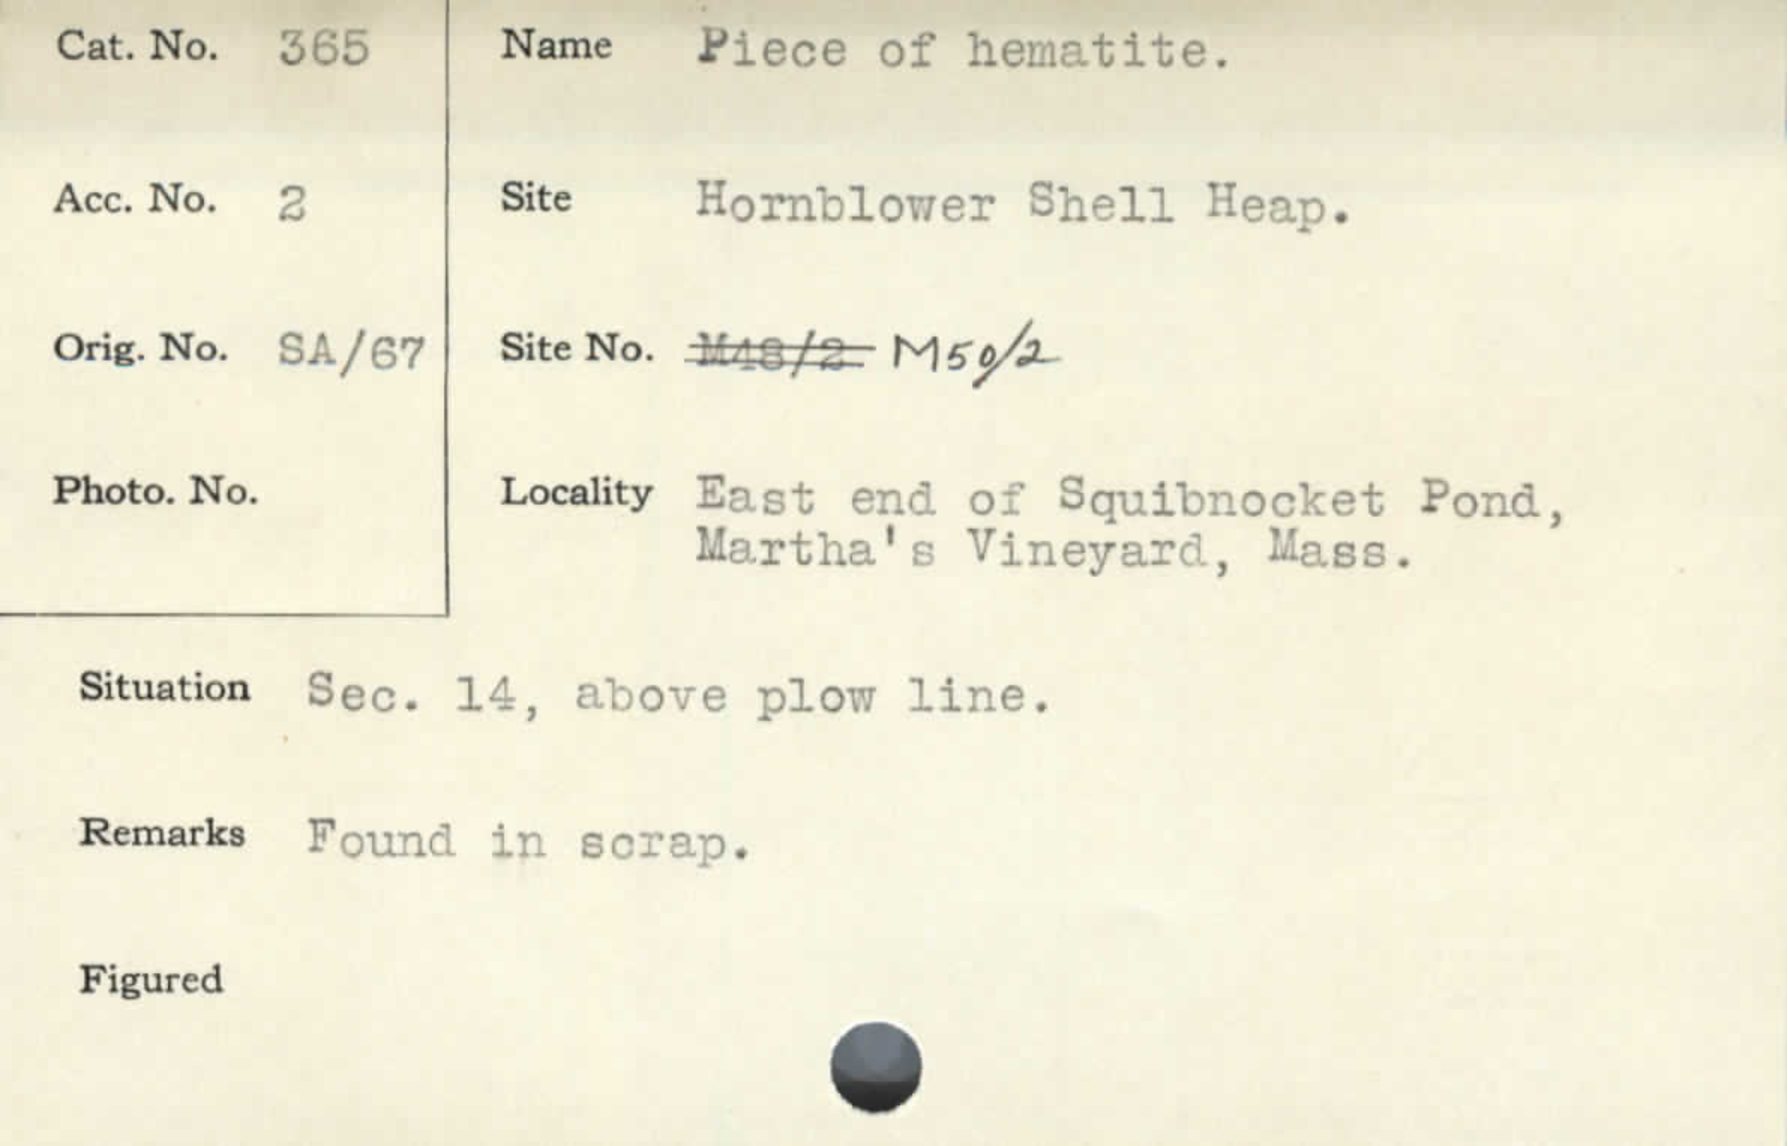 Cat. No. 365 Name Piece of hematite.
Acc. No. 2 Site Hornblower Shell Heap.
Orig. No. SA/67 Site No. M48/2 M50/2
Photo. No. Locality East end of Squibnocket Pond,
Martha's Vineyard, Mass.
Situation Sec. 14, above plow line.
Remarks Found in scrap.
Figured